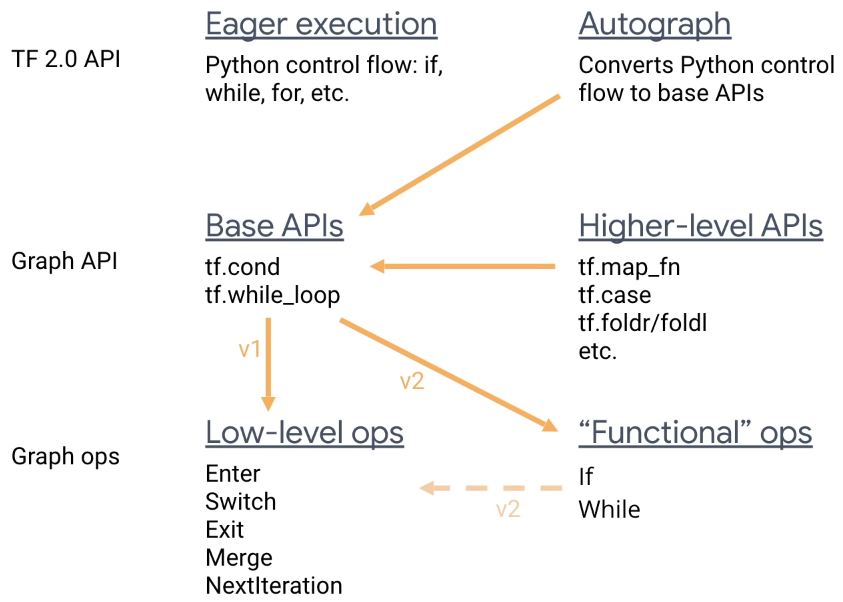 Eager execution
Autograph
TF 2.0 API
Python control flow: if,
while, for, etc.
Converts Python control
flow to base APIs
Base APIs
Higher-level APIs
Graph API
tf.cond
tf.while_loop
tf.map_fn
tf.case
tf.foldr/foldl
etc.
v1
v2
Low-level ops
“Functional” ops
Graph ops
Enter
Switch
Exit
Merge
NextIteration
If
While
v2